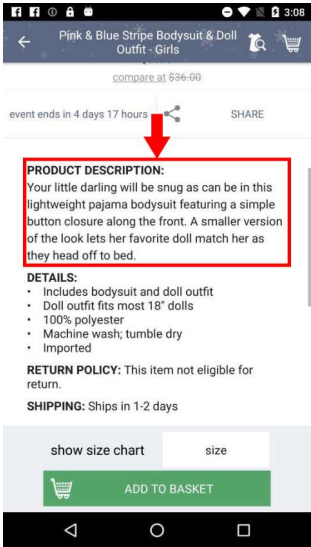 3:08
Pink & Blue Stripe Bodysuit & Doll
Outfit - Girls
compare at $36.00
event ends in 4 days 17 hours
SHARE
PRODUCT DESCRIPTION:
Your little darling will be snug as can be in this
lightweight pajama bodysuit featuring a simple
button closure along the front. A smaller version
of the look lets her favorite doll match her as
they head off to bed.
DETAILS:
• Includes bodysuit and doll outfit
• Doll outfit fits most 18" dolls
• 100% polyester
• Machine wash; tumble dry
• Imported
RETURN POLICY: This item not eligible for
return.
SHIPPING: Ships in 1-2 days
show size chart
size
ADD TO BASKET